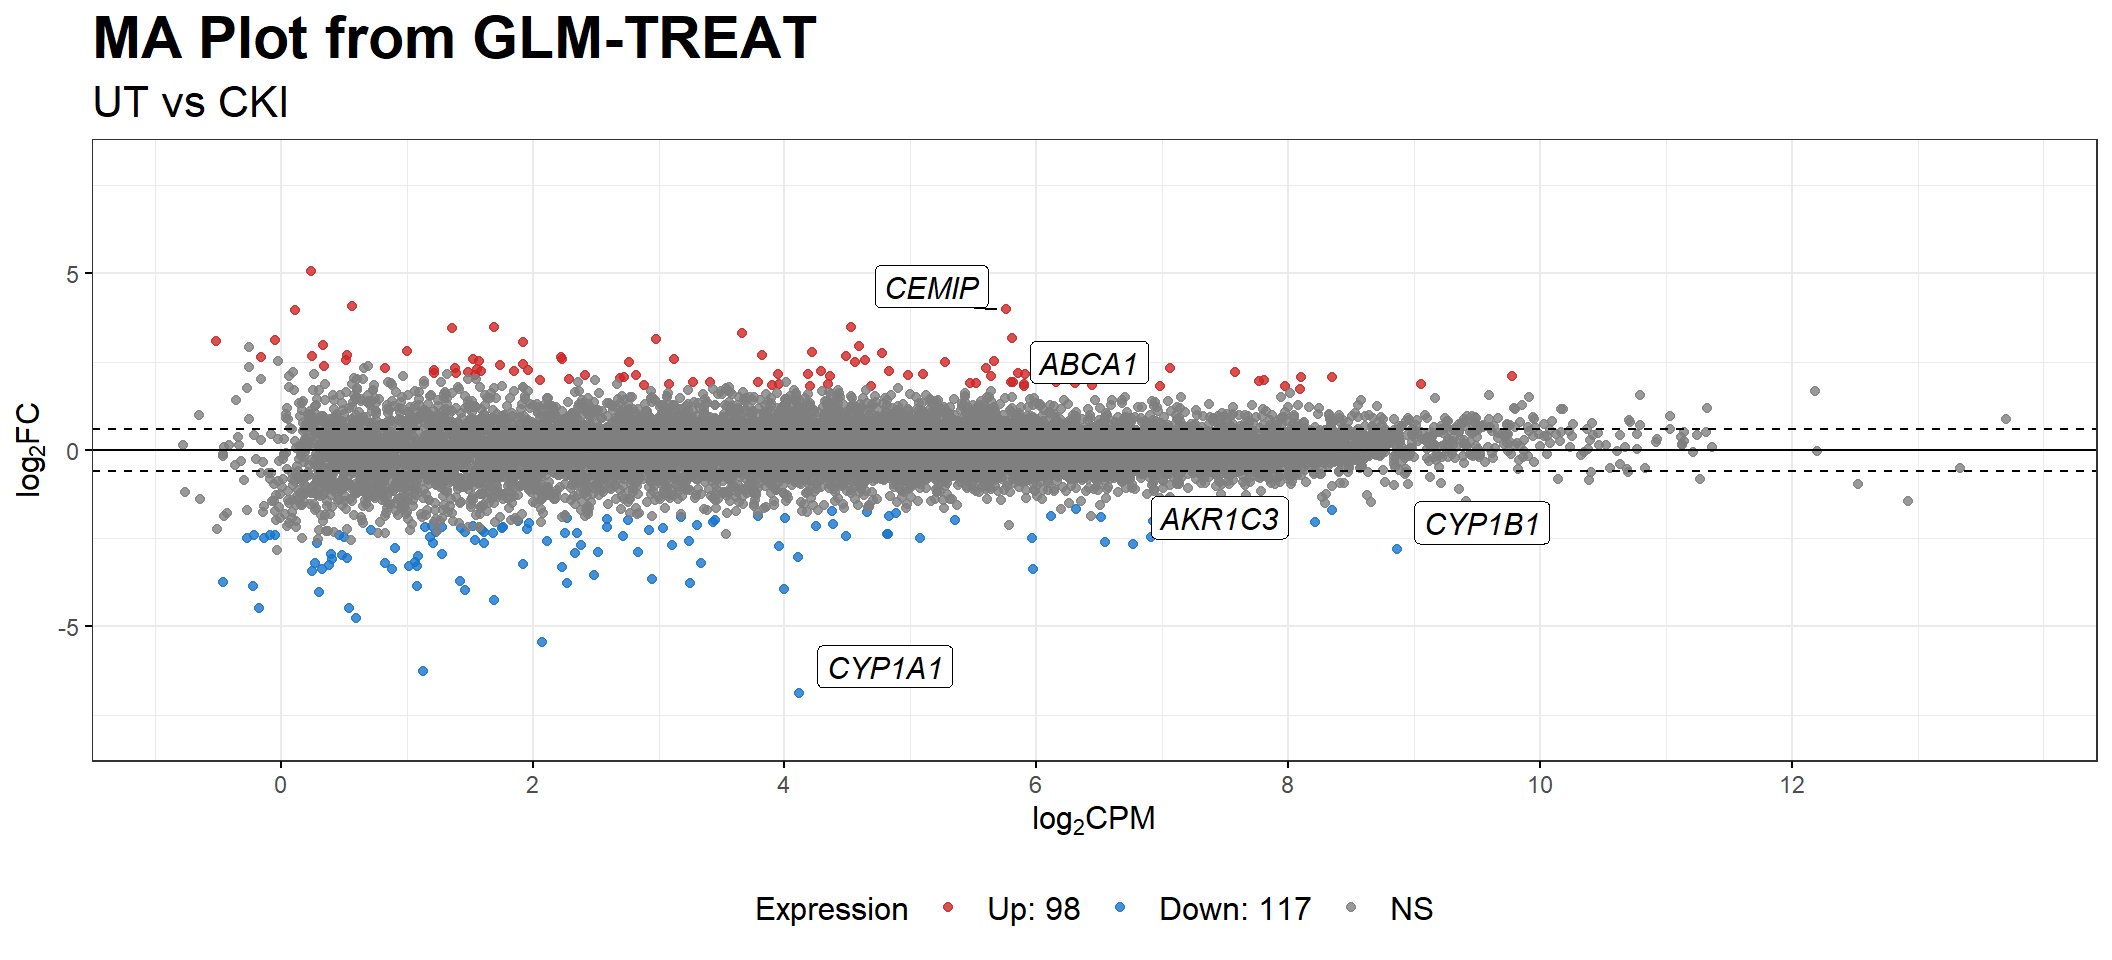 MA Plot from GLM-TREAT
UT vs CKI
5
0
-5
log₂FC
CEMIP
ABCA1
AKR1C3
CYP1B1
CYP1A1
0 2 4 6 8 10 12
log₂CPM
Expression Up: 98 Down: 117 NS